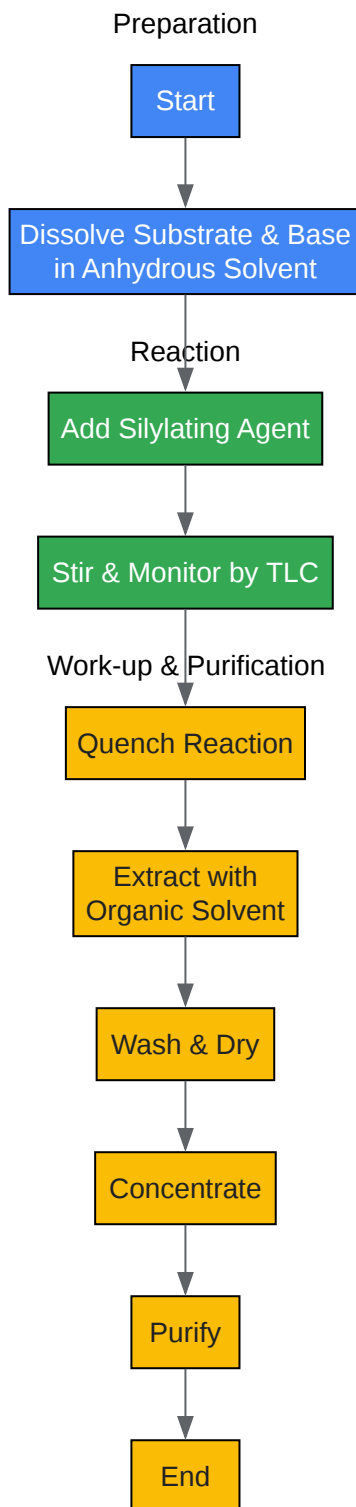 Preparation
Start
Dissolve Substrate & Base
in Anhydrous Solvent
Reaction
Add Silylating Agent
Stir & Monitor by TLC
Work-up & Purification
Quench Reaction
Extract with
Organic Solvent
Wash & Dry
Concentrate
Purify
End